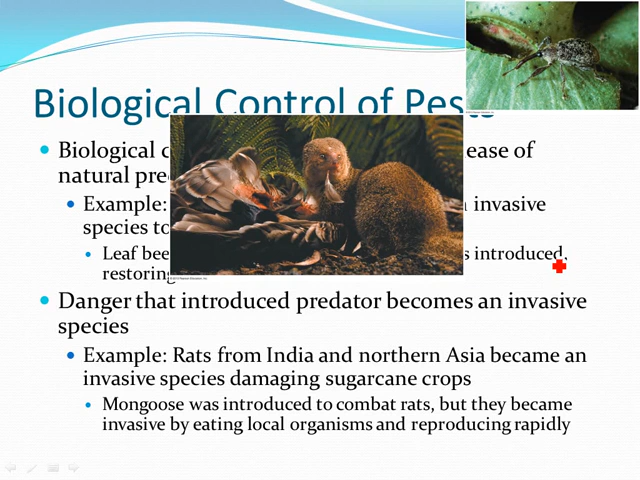 Biological Control of Pests
Biological c ease of
natural pre
Example: invasive
species to
Leaf bee s introduced,
restoring
Danger that introduced predator becomes an invasive
species
Example: Rats from India and northern Asia became an
invasive species damaging sugarcane crops
Mongoose was introduced to combat rats, but they became
invasive by eating local organisms and reproducing rapidly